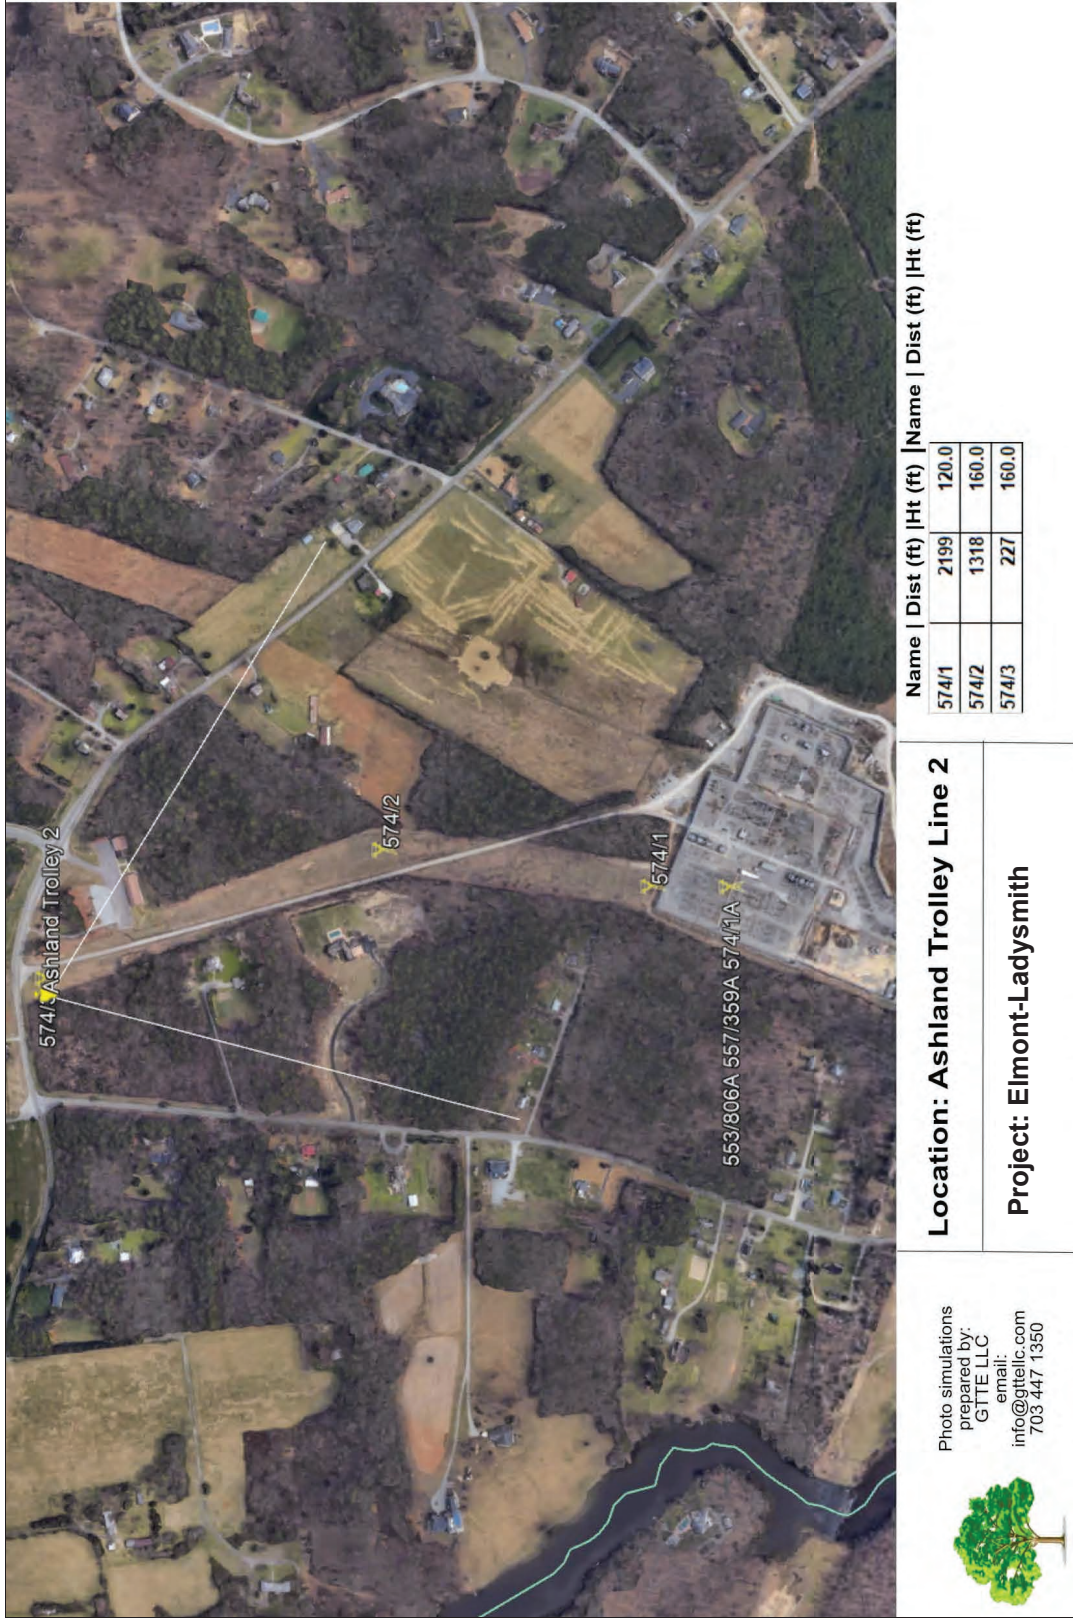 574/3 Ashland Trolley 2
574/2
574/1
553/806A 557/359A 574/1A
Photo simulations
prepared by:
GTTE LLC
email:
info@gttellc.com
703 447 1350
Location: Ashland Trolley Line 2
Project: Elmont-Ladysmith
Name | Dist (ft) |Ht (ft) |Name | Dist (ft) |Ht (ft)
574/1 2199 120.0
574/2 1318 160.0
574/3 227 160.0